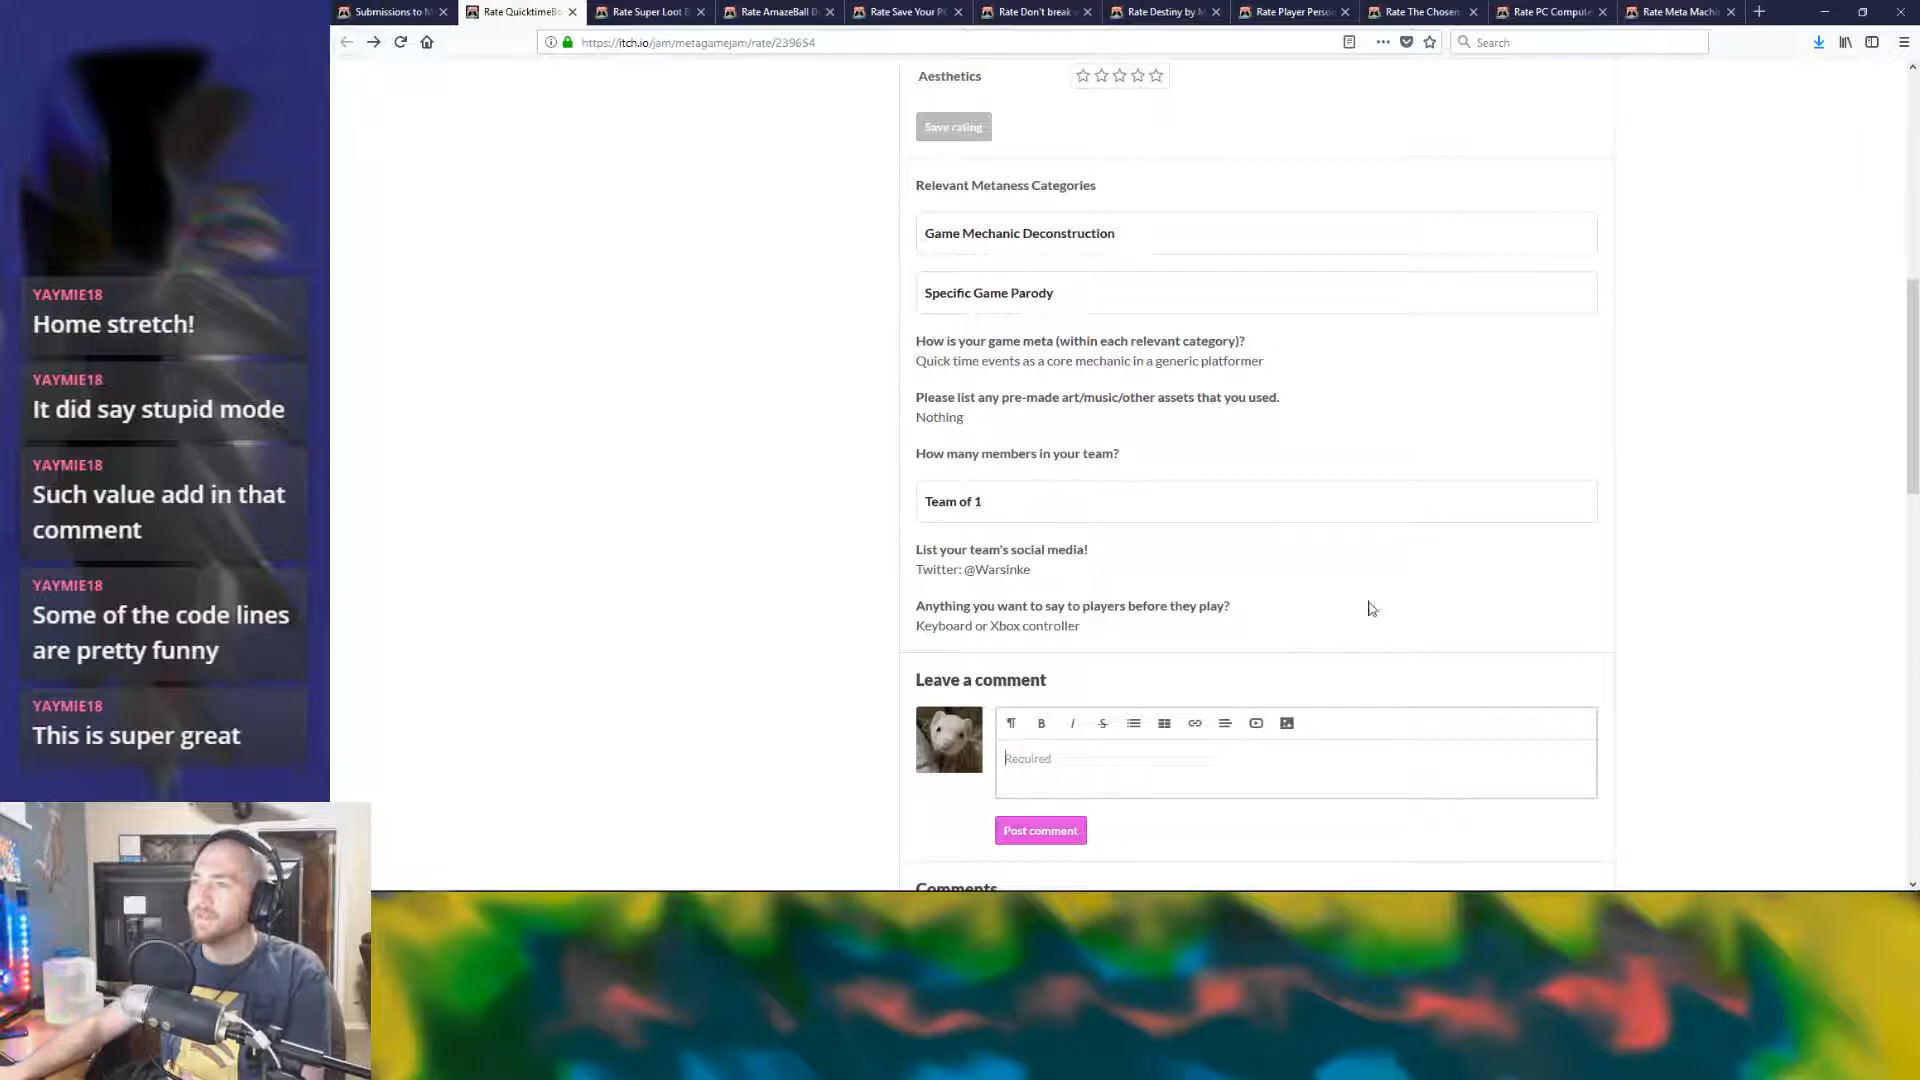 Submissions to M
Rate QuicktimeBo
Rate Super Loot B
Rate AmazeBall D
Rate Save Your P
Rate Don't break
Rate Destiny by M
Rate Player Perso
Rate The Chosen
Rate PC Compute
Rate Meta Machi
https://itch.io/jam/metagamejam/rate/239654
Search
Aesthetics
Save rating
Relevant Metaness Categories
Game Mechanic Deconstruction
Specific Game Parody
How is your game meta (within each relevant category)?
Quick time events as a core mechanic in a generic platformer
Please list any pre-made art/music/other assets that you used.
Nothing
How many members in your team?
Team of 1
List your team's social media!
Twitter: @Warsinke
Anything you want to say to players before they play?
Keyboard or Xbox controller
Leave a comment
Required
Post comment
Comments
YAYMIE18
Home stretch!
YAYMIE18
It did say stupid mode
YAYMIE18
Such value add in that
comment
YAYMIE18
Some of the code lines
are pretty funny
YAYMIE18
This is super great